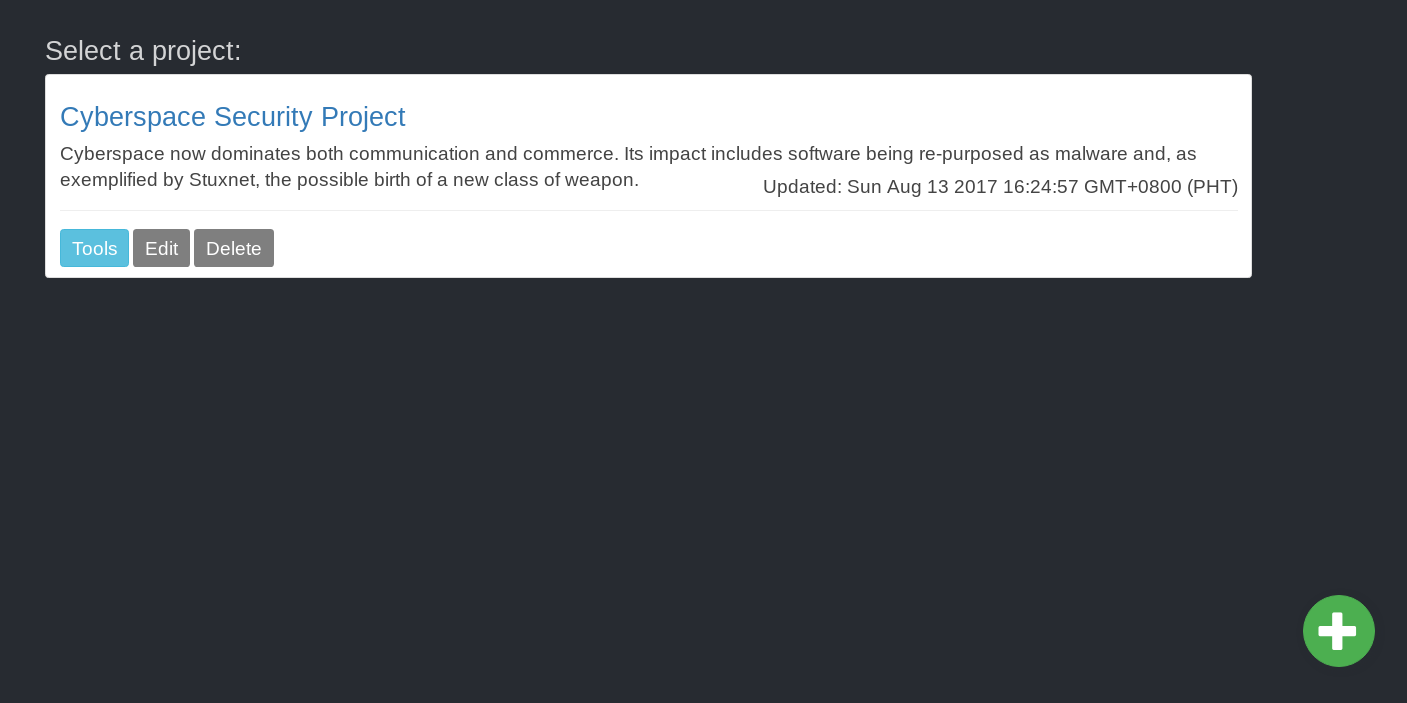 Select a project:
Cyberspace Security Project
Cyberspace now dominates both communication and commerce. Its impact includes software being re-purposed as malware and, as
exemplified by Stuxnet, the possible birth of a new class of weapon.
Updated: Sun Aug 13 2017 16:24:57 GMT+0800 (PHT)
Tools Edit Delete